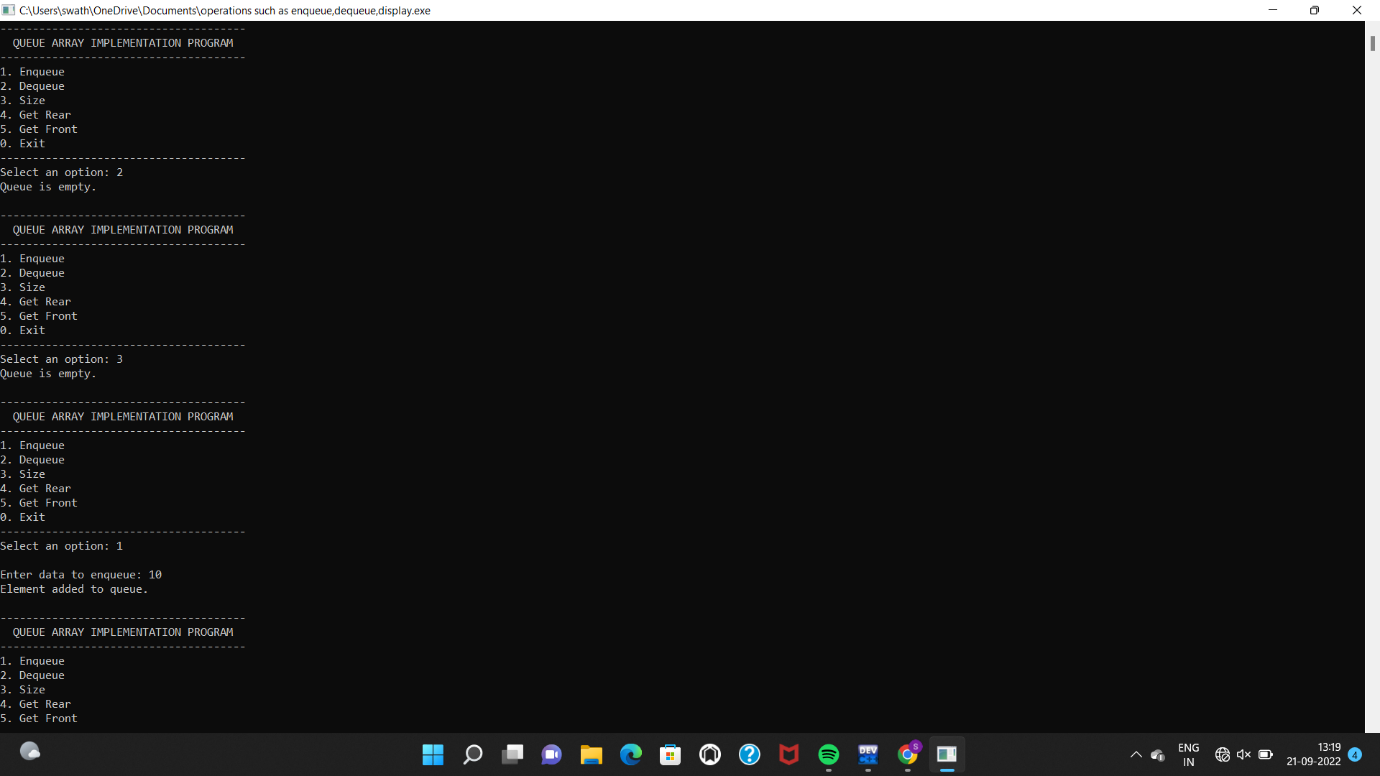 C:\Users\swath\OneDrive\Documents\operations such as enqueue,dequeue,display.exe
--------------------------------------
QUEUE ARRAY IMPLEMENTATION PROGRAM
--------------------------------------
1. Enqueue
2. Dequeue
3. Size
4. Get Rear
5. Get Front
0. Exit
--------------------------------------
Select an option: 2
Queue is empty.
--------------------------------------
QUEUE ARRAY IMPLEMENTATION PROGRAM
--------------------------------------
1. Enqueue
2. Dequeue
3. Size
4. Get Rear
5. Get Front
0. Exit
--------------------------------------
Select an option: 3
Queue is empty.
--------------------------------------
QUEUE ARRAY IMPLEMENTATION PROGRAM
--------------------------------------
1. Enqueue
2. Dequeue
3. Size
4. Get Rear
5. Get Front
0. Exit
--------------------------------------
Select an option: 1
Enter data to enqueue: 10
Element added to queue.
--------------------------------------
QUEUE ARRAY IMPLEMENTATION PROGRAM
--------------------------------------
1. Enqueue
2. Dequeue
3. Size
4. Get Rear
5. Get Front
DEV
C++
S
ENG
IN
13:19
21-09-2022
4